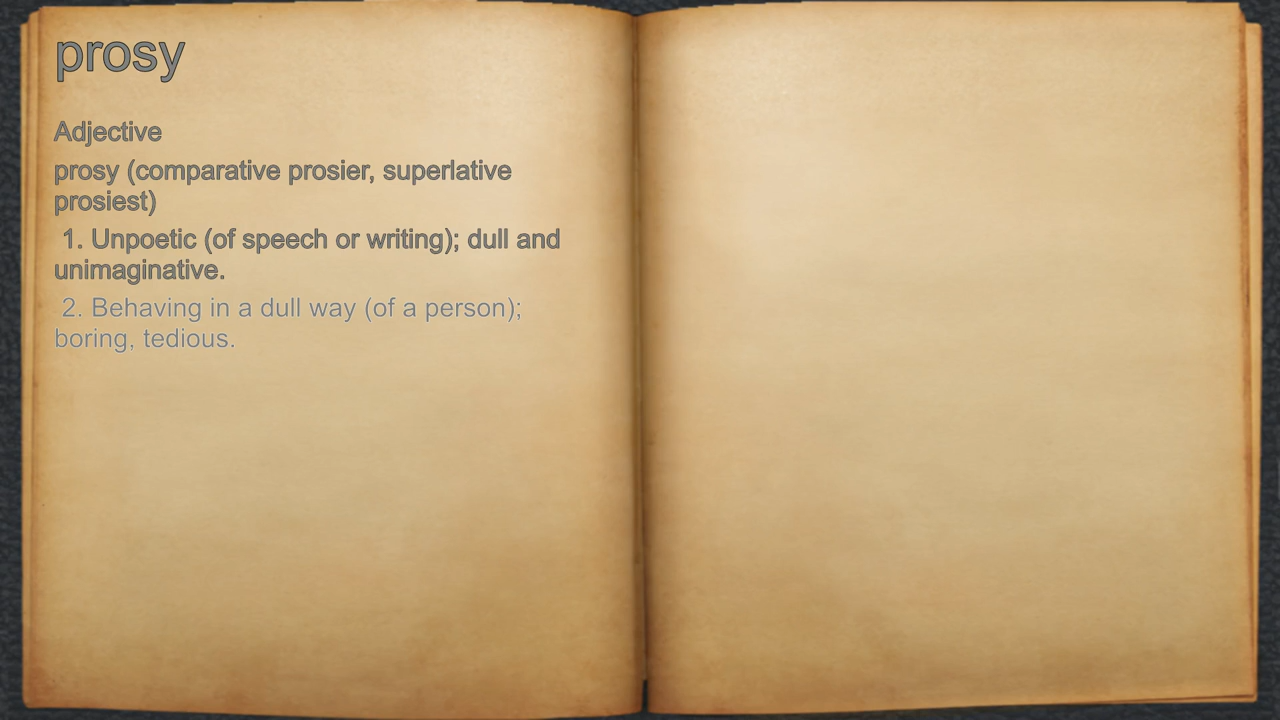 prosy
Adjective
prosy (comparative prosier, superlative
prosiest)
1. Unpoetic (of speech or writing); dull and
unimaginative.
2. Behaving in a dull way (of a person);
boring, tedious.